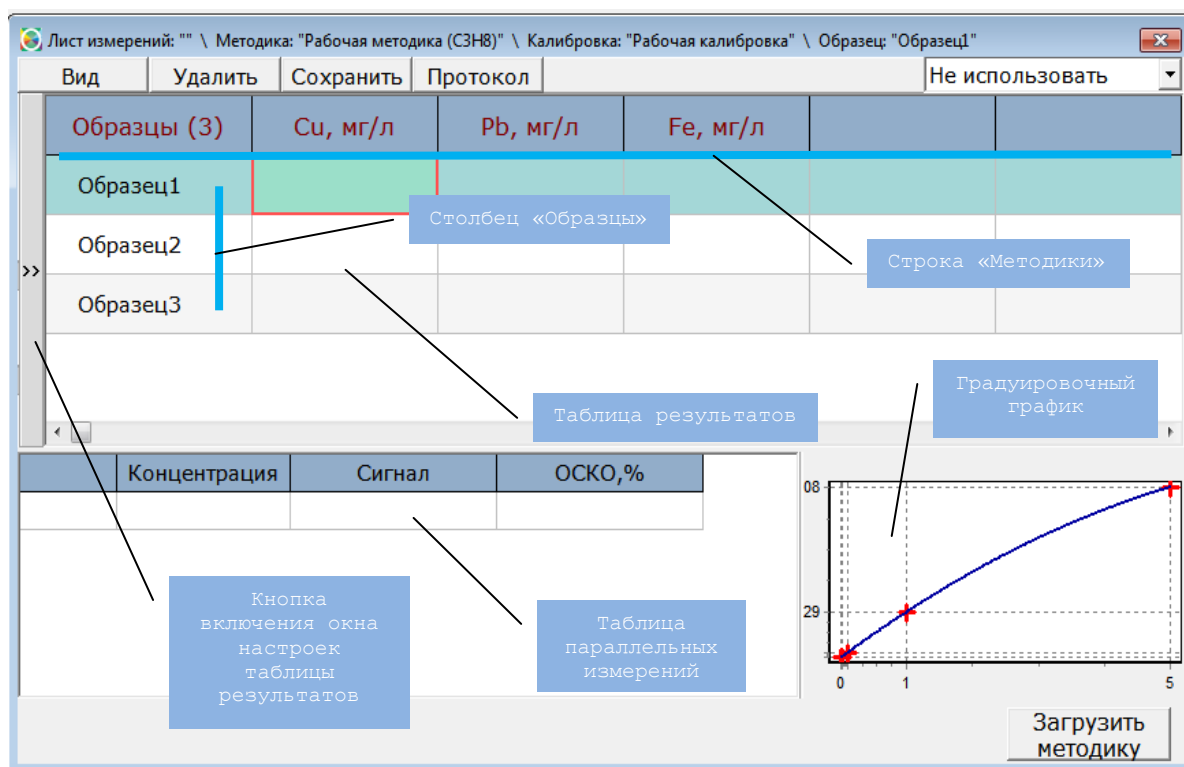 Лист измерений: "" \ Методика: "Рабочая методика (C3H8)" \ Калибровка: "Рабочая калибровка" \ Образец: "Образец1"
Вид Удалить Сохранить Протокол Не использовать
Образцы (3) Cu, мг/л Pb, мг/л Fe, мг/л
Образец1
Столбец «Образцы»
Образец2
Строка «Методики»
>>
Образец3
Градуировочный
график
Таблица результатов
Концентрация Сигнал ОСКО,%
08
29
0 1 5
Кнопка
включения окна
настроек
таблицы
результатов
Таблица
параллельных
измерений
Загрузить
методику